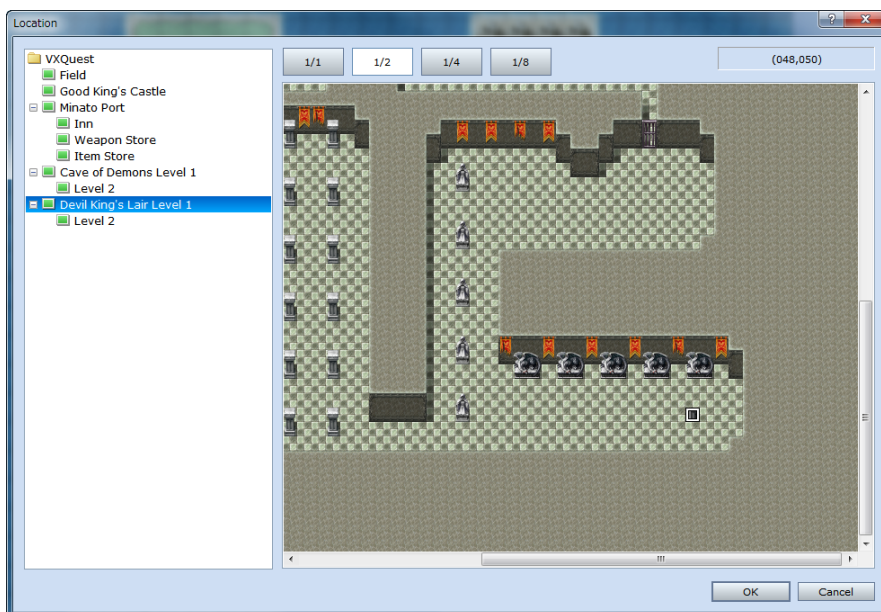 Location
VXQuest
Field
Good King's Castle
Minato Port
Inn
Weapon Store
Item Store
Cave of Demons Level 1
Level 2
Devil King's Lair Level 1
Level 2
1/1 1/2 1/4 1/8 (048,050)
OK Cancel